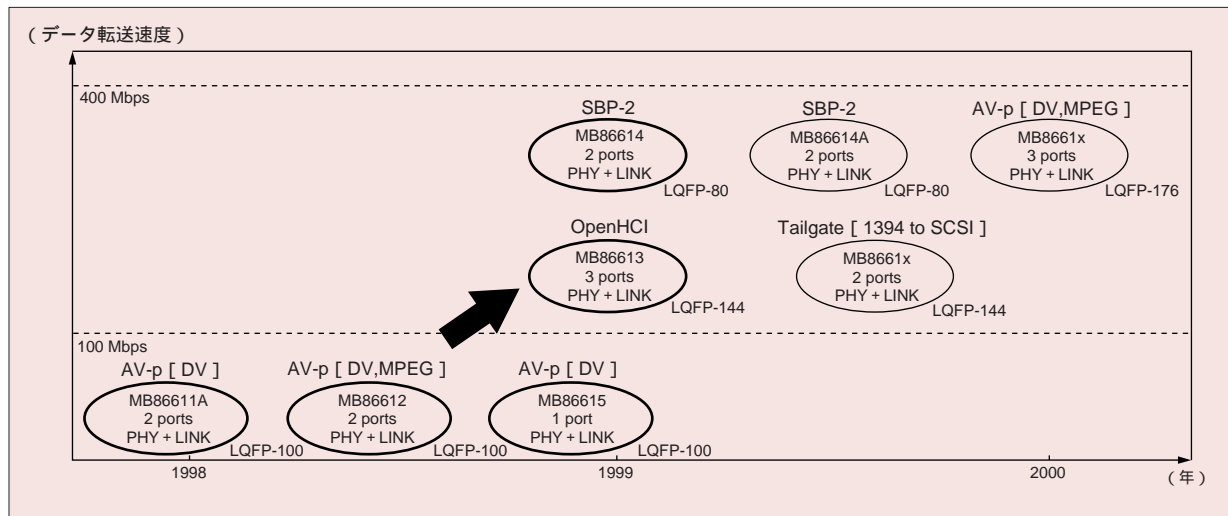 (データ転送速度)
400 Mbps
SBP-2
MB86614
2 ports
PHY + LINK
LQFP-80
SBP-2
MB86614A
2 ports
PHY + LINK
LQFP-80
AV-p [ DV,MPEG ]
MB8661x
3 ports
PHY + LINK
LQFP-176
OpenHCI
MB86613
3 ports
PHY + LINK
LQFP-144
Tailgate [ 1394 to SCSI ]
MB8661x
2 ports
PHY + LINK
LQFP-144
100 Mbps
AV-p [ DV ]
MB86611A
2 ports
PHY + LINK
LQFP-100
AV-p [ DV,MPEG ]
MB86612
2 ports
PHY + LINK
LQFP-100
AV-p [ DV ]
MB86615
1 port
PHY + LINK
LQFP-100
1998
1999
2000
(年)